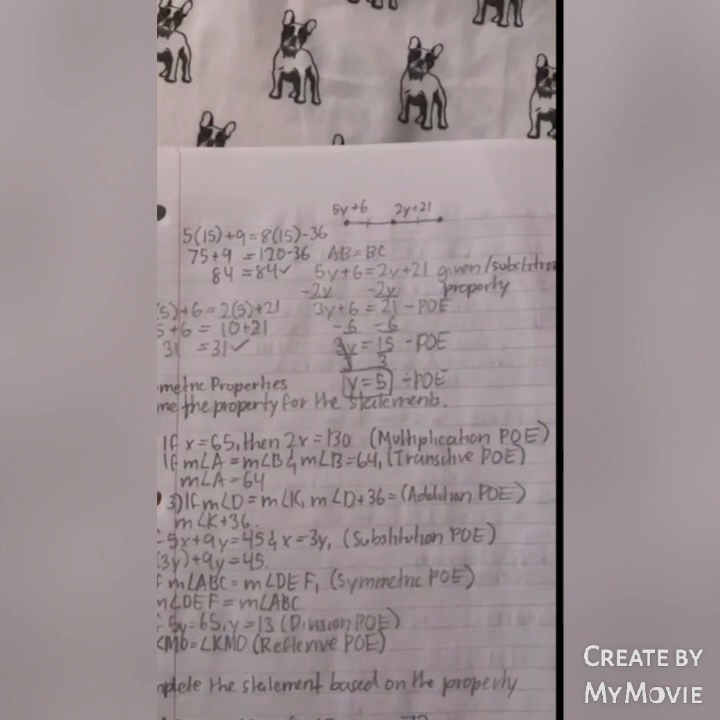 5y+6 2y+21
5(15)+9=8(15)-36
75+9 =120-36 AB=BC
84 =84✓ 5y+6=2y+21 given/substitution
-2y -2y property
5)+6=2(5)+21 3y+6=21 -POE
5+6 = 10+21 -6 -6
31 =31✓ 3y=15 -POE
3 3
y=5 ÷POE
ometric Properties
me the property for the statements.
If x=65, then 2x=130 (Multiplication POE)
If m∠A=m∠B & m∠B=64, (Transitive POE)
m∠A=64
3) If m∠D=m∠K, m∠D+36= (Addition POE)
m∠K+36.
5x+9y=45 & x=3y, (Substitution POE)
(3y)+9y=45.
f m∠ABC=m∠DEF, (Symmetric POE)
m∠DEF=m∠ABC
5y=65, y=13 (Division POE)
=∠KMO (Reflexive POE)
mplete the statement based on the property.
CREATE BY
MYMOVIE